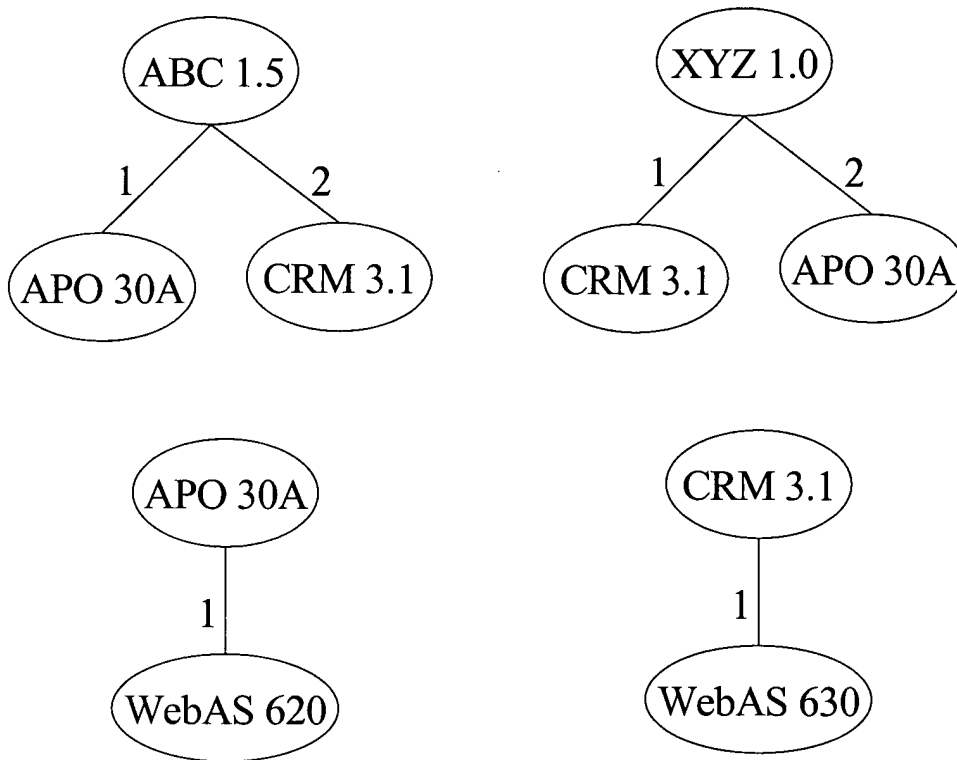 ABC 1.5
1
2
APO 30A
CRM 3.1
XYZ 1.0
1
2
CRM 3.1
APO 30A
APO 30A
1
WebAS 620
CRM 3.1
1
WebAS 630